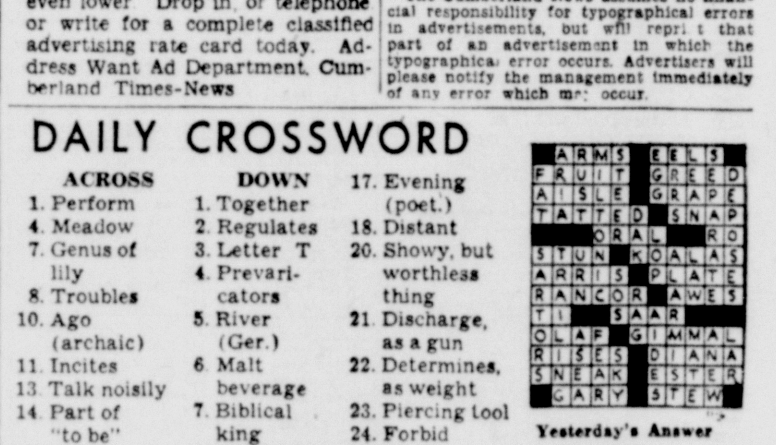 even lower. Drop in, or telephone
or write for a complete classified
advertising rate card today. Ad-
dress Want Ad Department, Cum-
berland Times-News
cial responsibility for typographical errors
in advertisements, but will repri t that
part of an advertisement in which the
typographical error occurs. Advertisers will
please notify the management immediately
of any error which may occur.
DAILY CROSSWORD
ACROSS
1. Perform
4. Meadow
7. Genus of
lily
8. Troubles
10. Ago
(archaic)
11. Incites
13. Talk noisily
14. Part of
"to be"
DOWN
1. Together
2. Regulates
3. Letter T
4. Prevari-
cators
5. River
(Ger.)
6. Malt
beverage
7. Biblical
king
17. Evening
(poet.)
18. Distant
20. Showy, but
worthless
thing
21. Discharge,
as a gun
22. Determines,
as weight
23. Piercing tool
24. Forbid
ARMS EELS
FRUIT GREED
AISLE GRAPE
TATTED SNAP
ORAL RO
STUN KOALAS
ARRIS PLATE
RANCOR AWES
TI SAAR
OLAF GIMMAL
RISES DIANA
SNEAK ESTER
GARY STEW
Yesterday's Answer